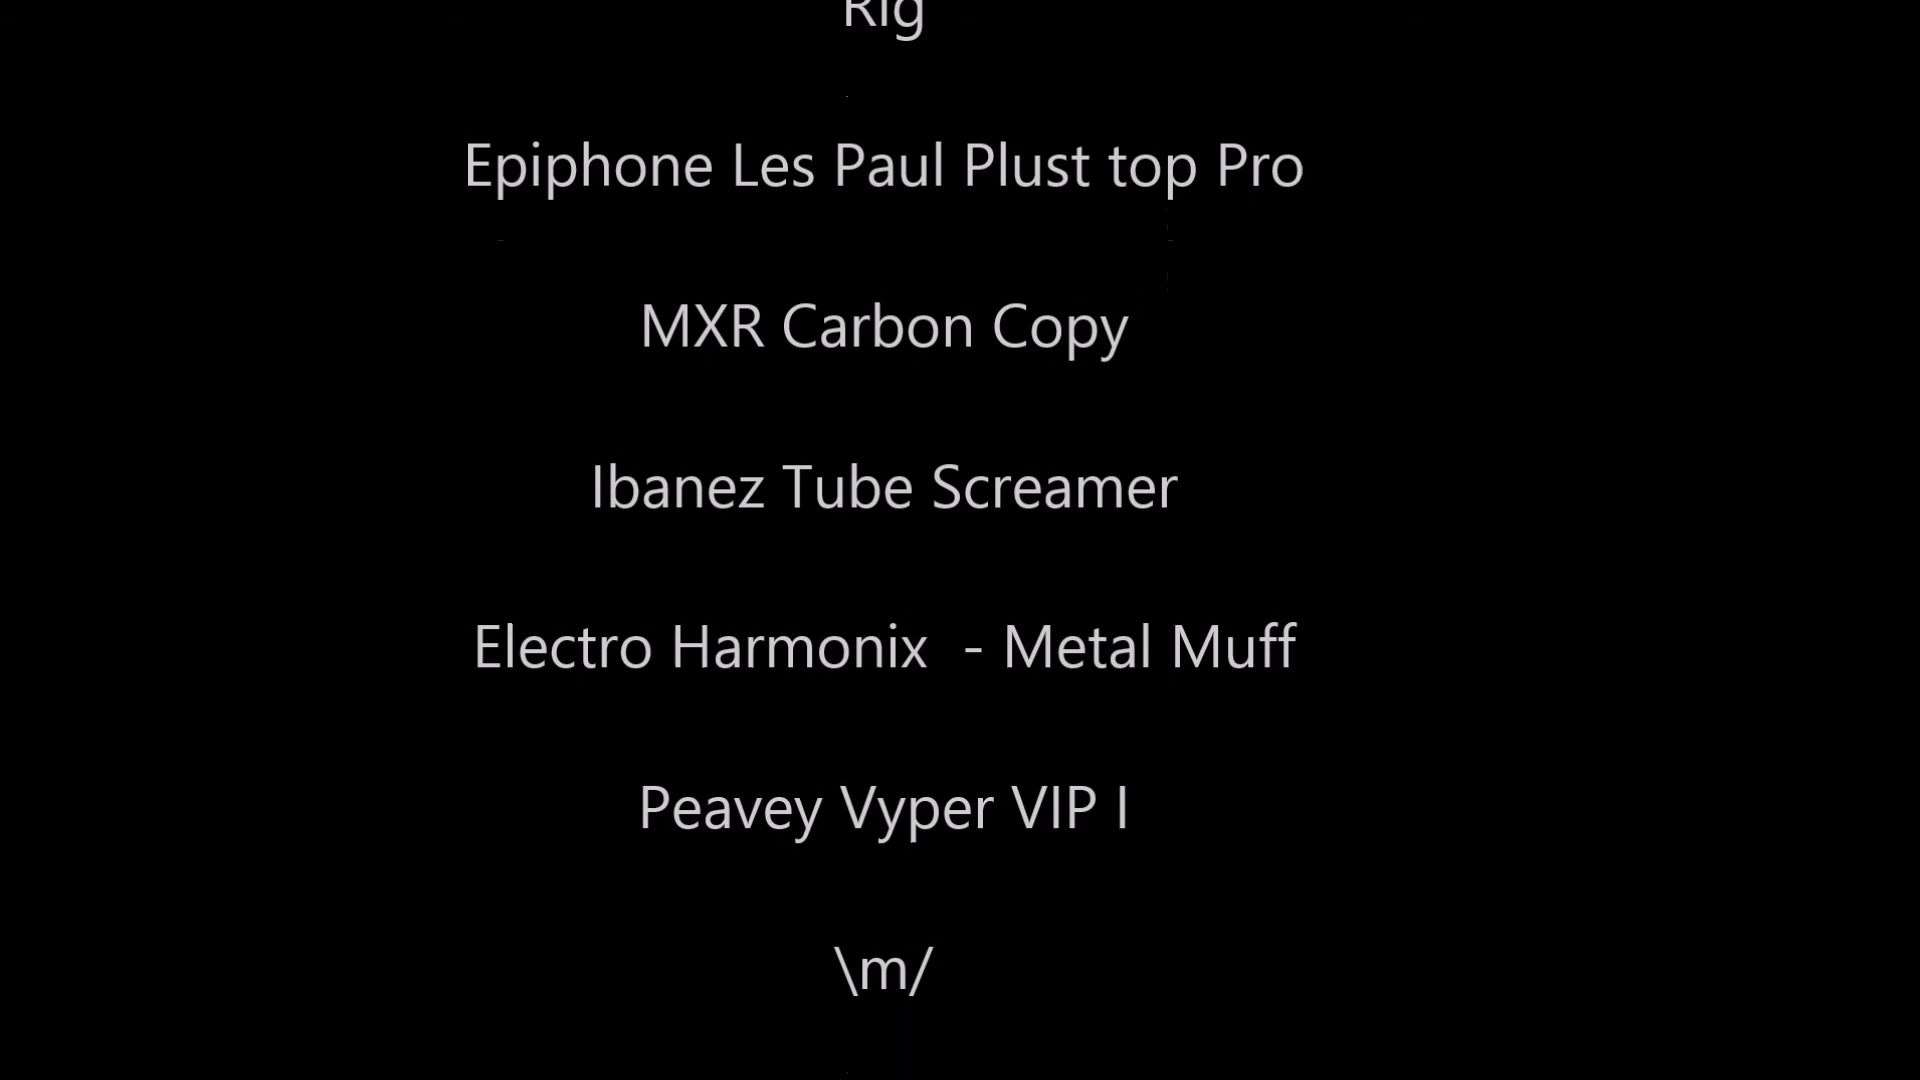 Rig
Epiphone Les Paul Plust top Pro
MXR Carbon Copy
Ibanez Tube Screamer
Electro Harmonix  - Metal Muff
Peavey Vyper VIP I
\m/